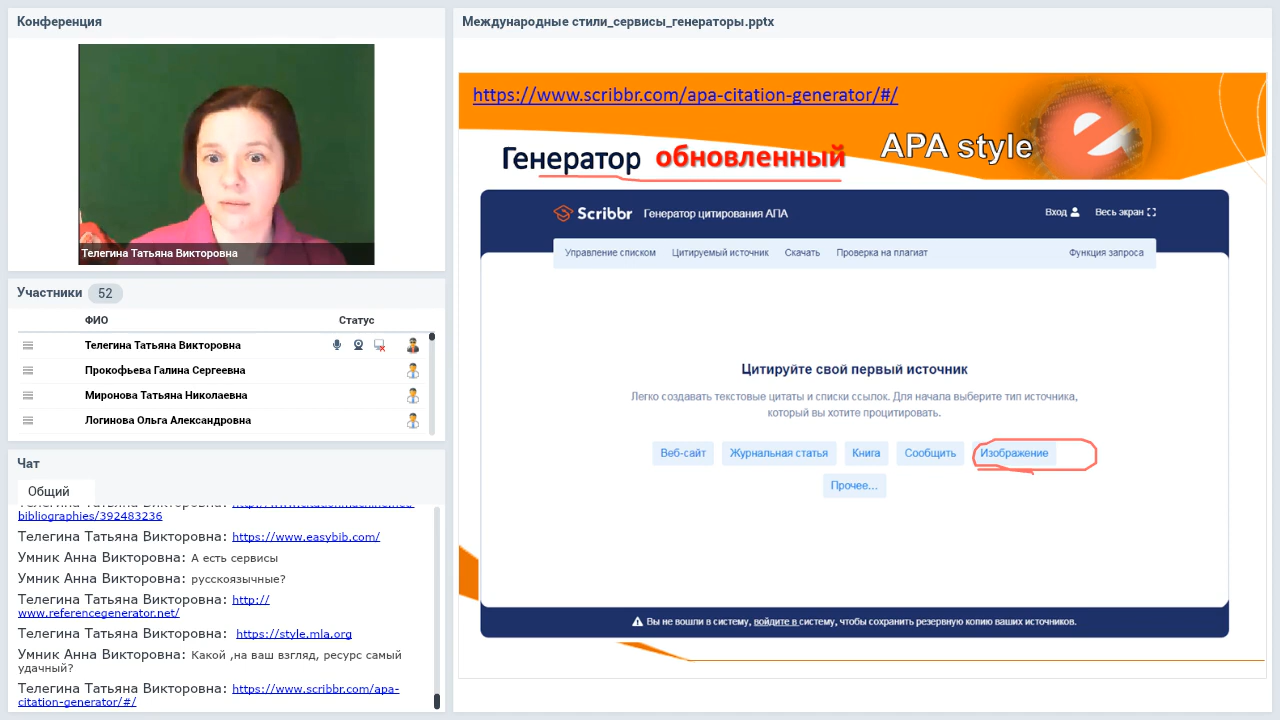 Конференция
Телегина Татьяна Викторовна
Участники 52
ФИО Статус
Телегина Татьяна Викторовна
Прокофьева Галина Сергеевна
Миронова Татьяна Николаевна
Логинова Ольга Александровна
Чат
Общий
Телегина Татьяна Викторовна:
bibliographies/392483236
Телегина Татьяна Викторовна: https://www.easybib.com/
Умник Анна Викторовна: А есть сервисы
Умник Анна Викторовна: русскоязычные?
Телегина Татьяна Викторовна: http://
www.referencegenerator.net/
Телегина Татьяна Викторовна: https://style.mla.org
Умник Анна Викторовна: Какой ,на ваш взгляд, ресурс самый
удачный?
Телегина Татьяна Викторовна: https://www.scribbr.com/apa-
citation-generator/#/
Международные стили_сервисы_генераторы.pptx
https://www.scribbr.com/apa-citation-generator/#/
APA style
Генератор обновленный
Scribbr Генератор цитирования АПА Вход Весь экран
Управление списком Цитируемый источник Скачать Проверка на плагиат Функция запроса
Цитируйте свой первый источник
Легко создавать текстовые цитаты и списки ссылок. Для начала выберите тип источника,
который вы хотите процитировать.
Веб-сайт Журнальная статья Книга Сообщить Изображение
Прочее...
Вы не вошли в систему, войдите в систему, чтобы сохранить резервную копию ваших источников.